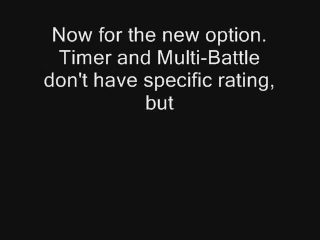 Now for the new option.
Timer and Multi-Battle
don't have specific rating,
but